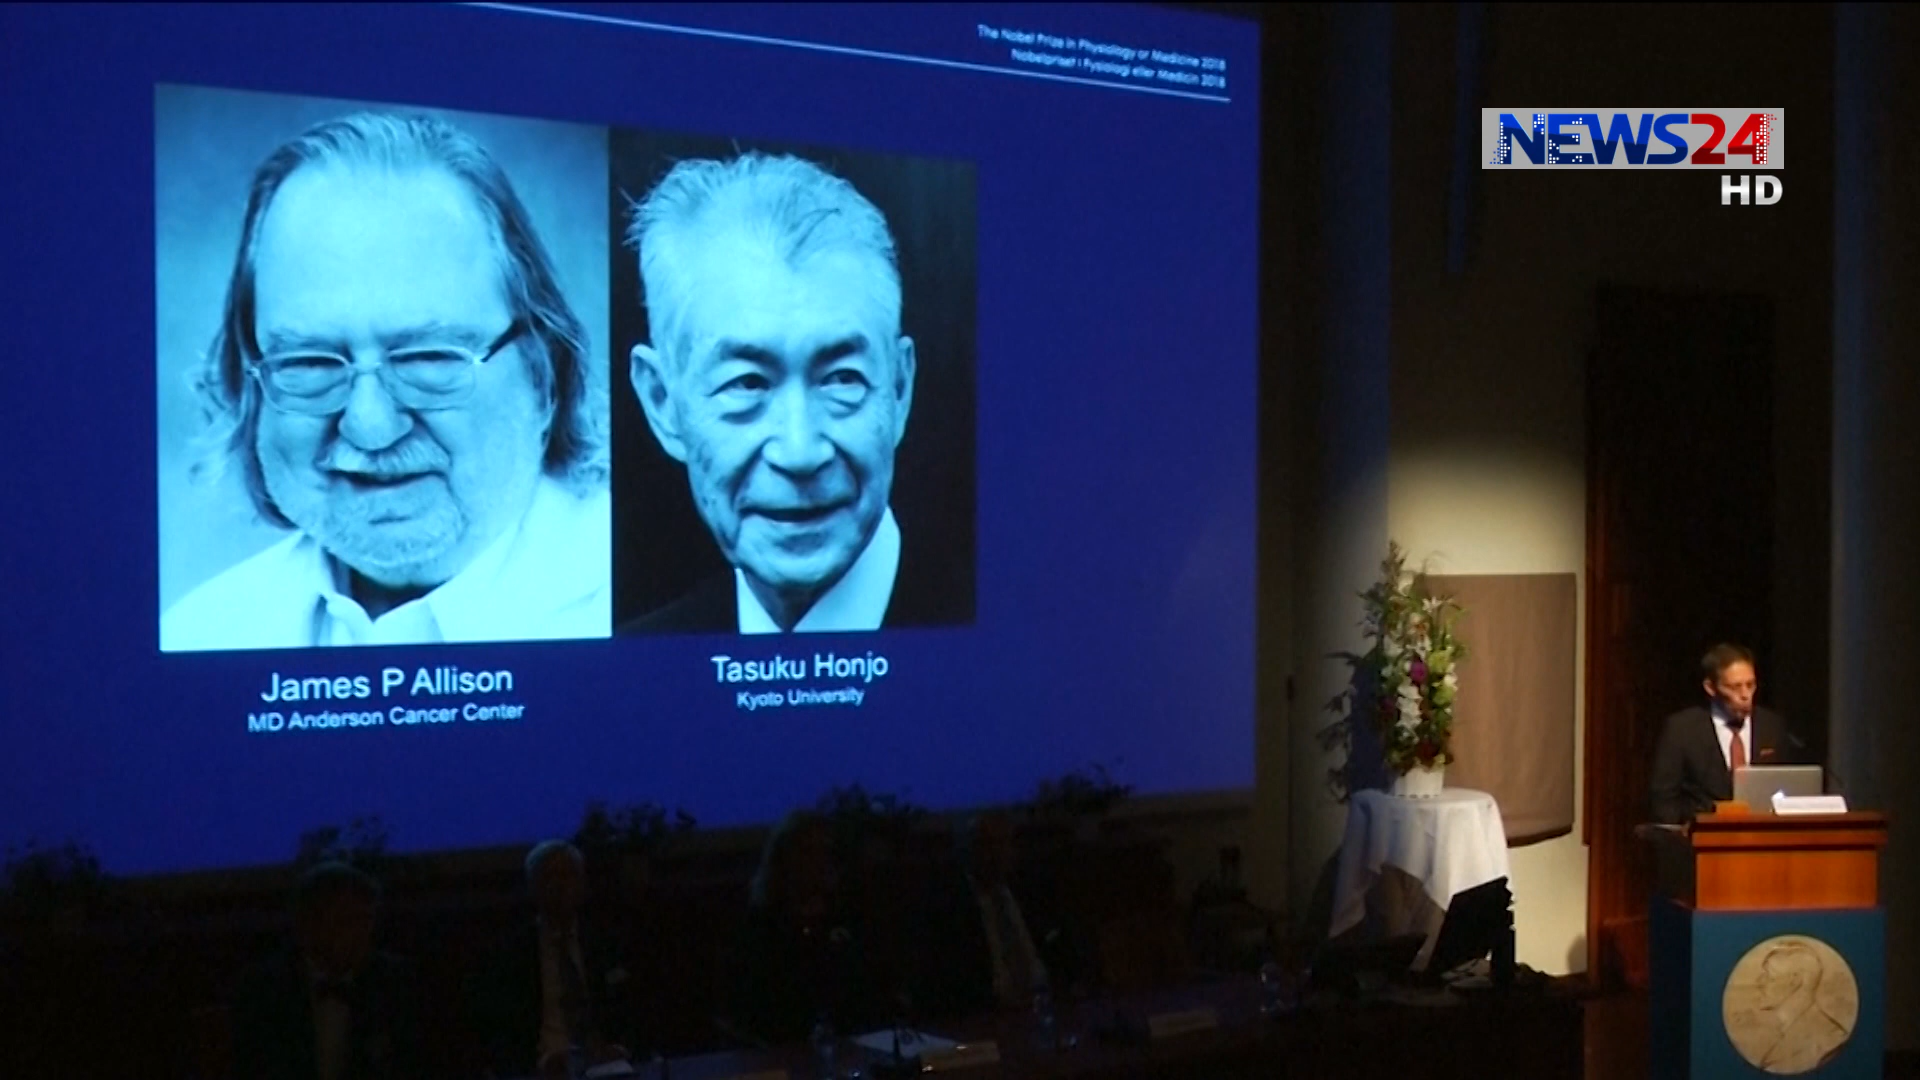 The Nobel Prize in Physiology or Medicine 2018
Nobelpriset i Fysiologi eller Medicin 2018
NEWS24
HD
James P Allison
MD Anderson Cancer Center
Tasuku Honjo
Kyoto University